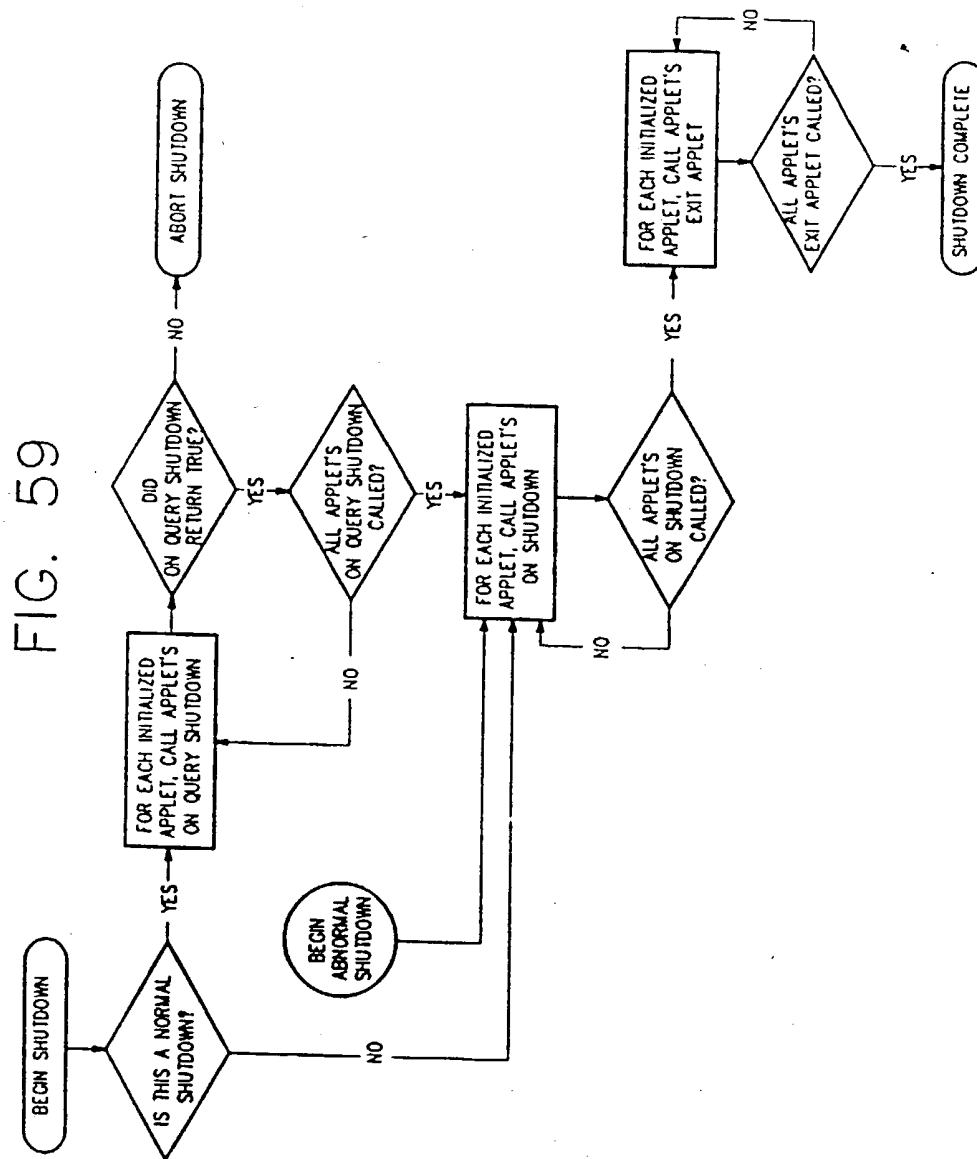 FIG. 59
BEGIN SHUTDOWN
IS THIS A NORMAL
SHUTDOWN?
YES
NO
FOR EACH INITIALIZED
APPLET, CALL APPLET'S
ON QUERY SHUTDOWN
DID
ON QUERY SHUTDOWN
RETURN TRUE?
NO
ABORT SHUTDOWN
YES
ALL APPLET'S
ON QUERY SHUTDOWN
CALLED?
NO
YES
BEGIN
ABNORMAL
SHUTDOWN
FOR EACH INITIALIZED
APPLET, CALL APPLET'S
ON SHUTDOWN
ALL APPLET'S
ON SHUTDOWN
CALLED?
NO
YES
FOR EACH INITIALIZED
APPLET, CALL APPLET'S
EXIT APPLET
ALL APPLET'S
EXIT APPLET CALLED?
NO
YES
SHUTDOWN COMPLETE